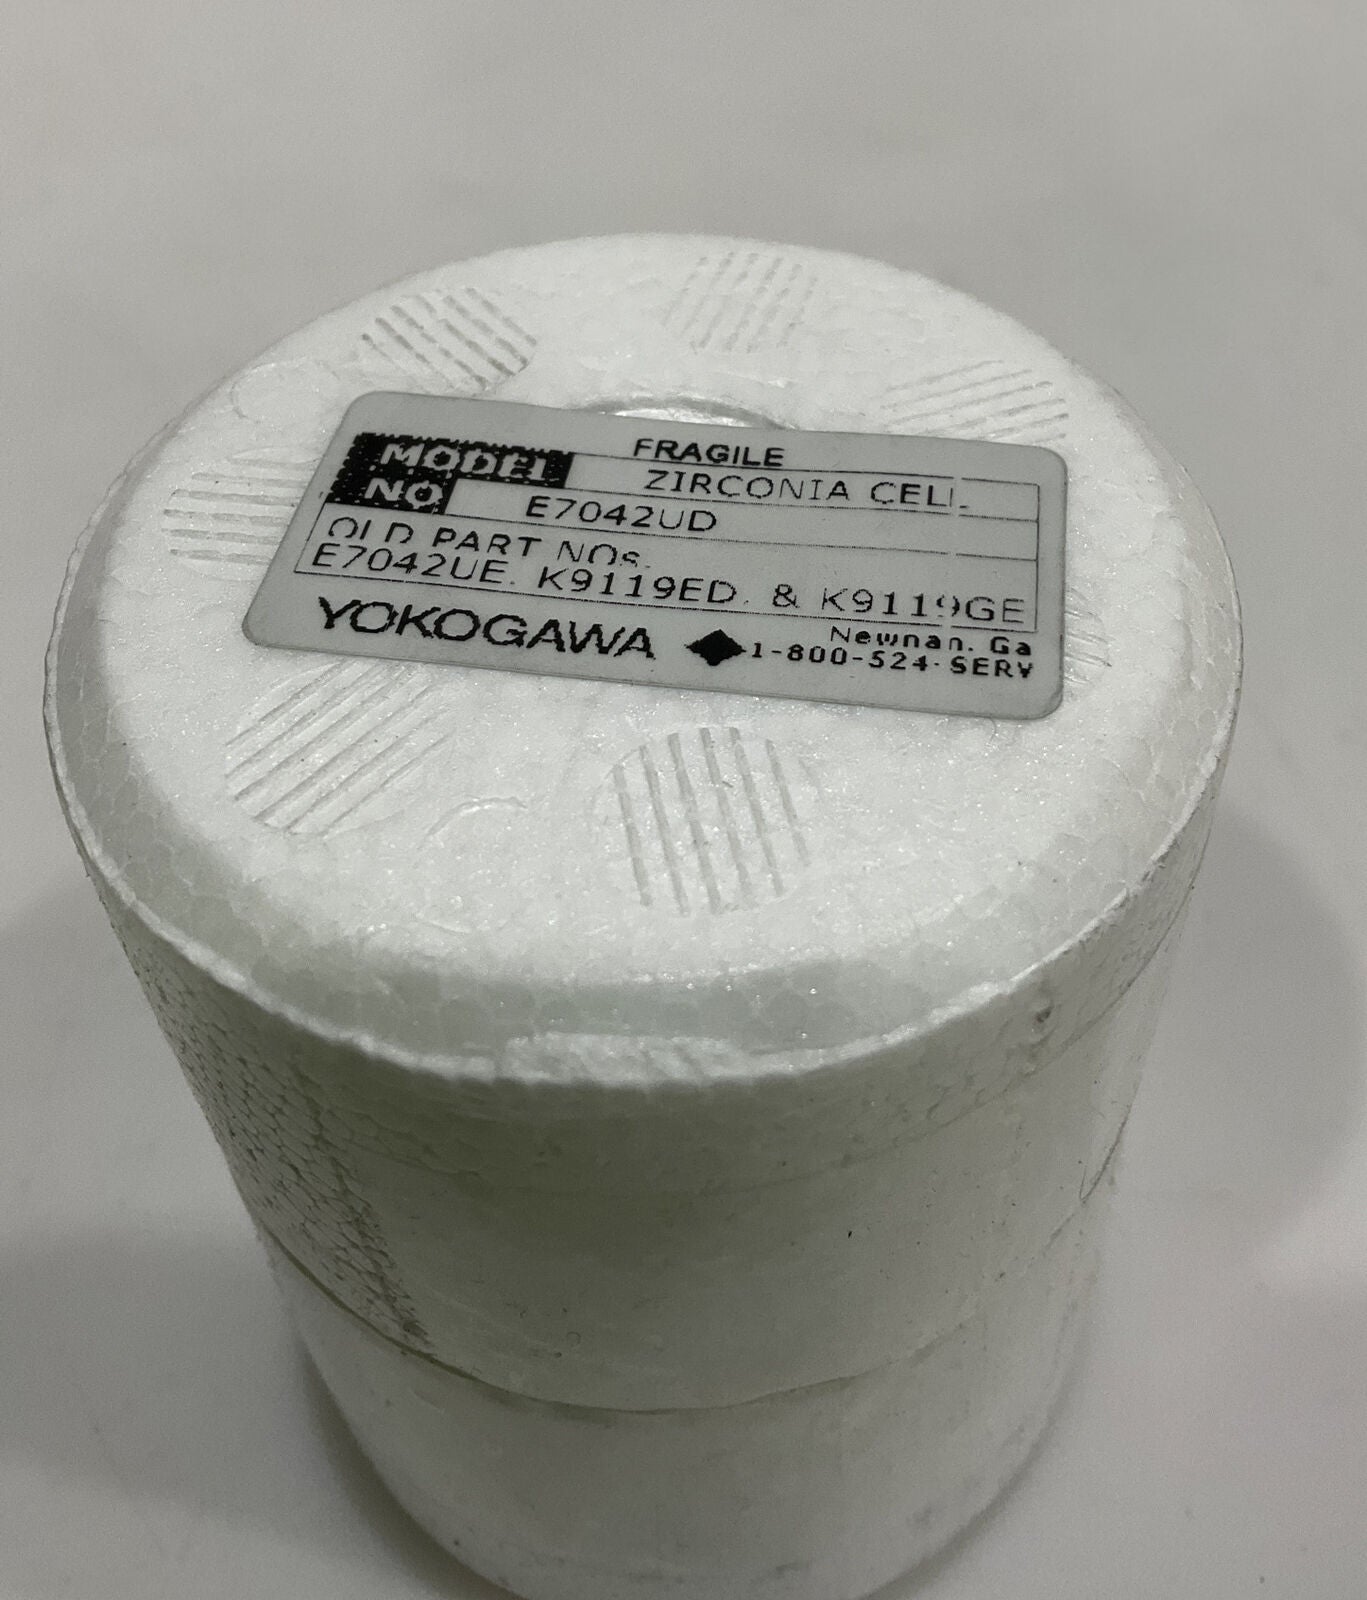 FRAGILE
MODEL ZIRCONIA CELL
NO E7042UD
OLD PART NOs.
E7042UE. K9119ED. & K9119GE
YOKOGAWA Newnan. Ga
1-800-524-SERV